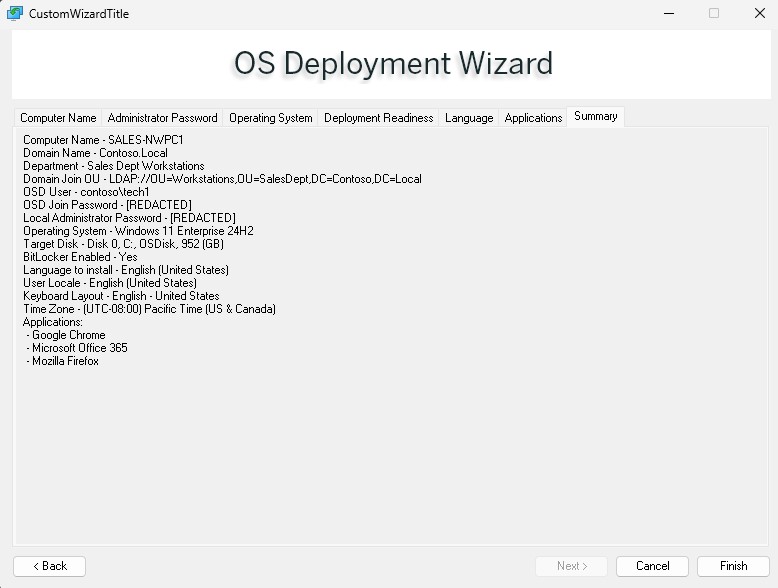 CustomWizardTitle
OS Deployment Wizard
Computer Name Administrator Password Operating System Deployment Readiness Language Applications Summary
Computer Name - SALES-NWPC1
Domain Name - Contoso.Local
Department - Sales Dept Workstations
Domain Join OU - LDAP://OU=Workstations,OU=SalesDept,DC=Contoso,DC=Local
OSD User - contoso\tech1
OSD Join Password - [REDACTED]
Local Administrator Password - [REDACTED]
Operating System - Windows 11 Enterprise 24H2
Target Disk - Disk 0, C:, OSDisk, 952 (GB)
BitLocker Enabled - Yes
Language to install - English (United States)
User Locale - English (United States)
Keyboard Layout - English - United States
Time Zone - (UTC-08:00) Pacific Time (US & Canada)
Applications:
- Google Chrome
- Microsoft Office 365
- Mozilla Firefox
< Back Next > Cancel Finish